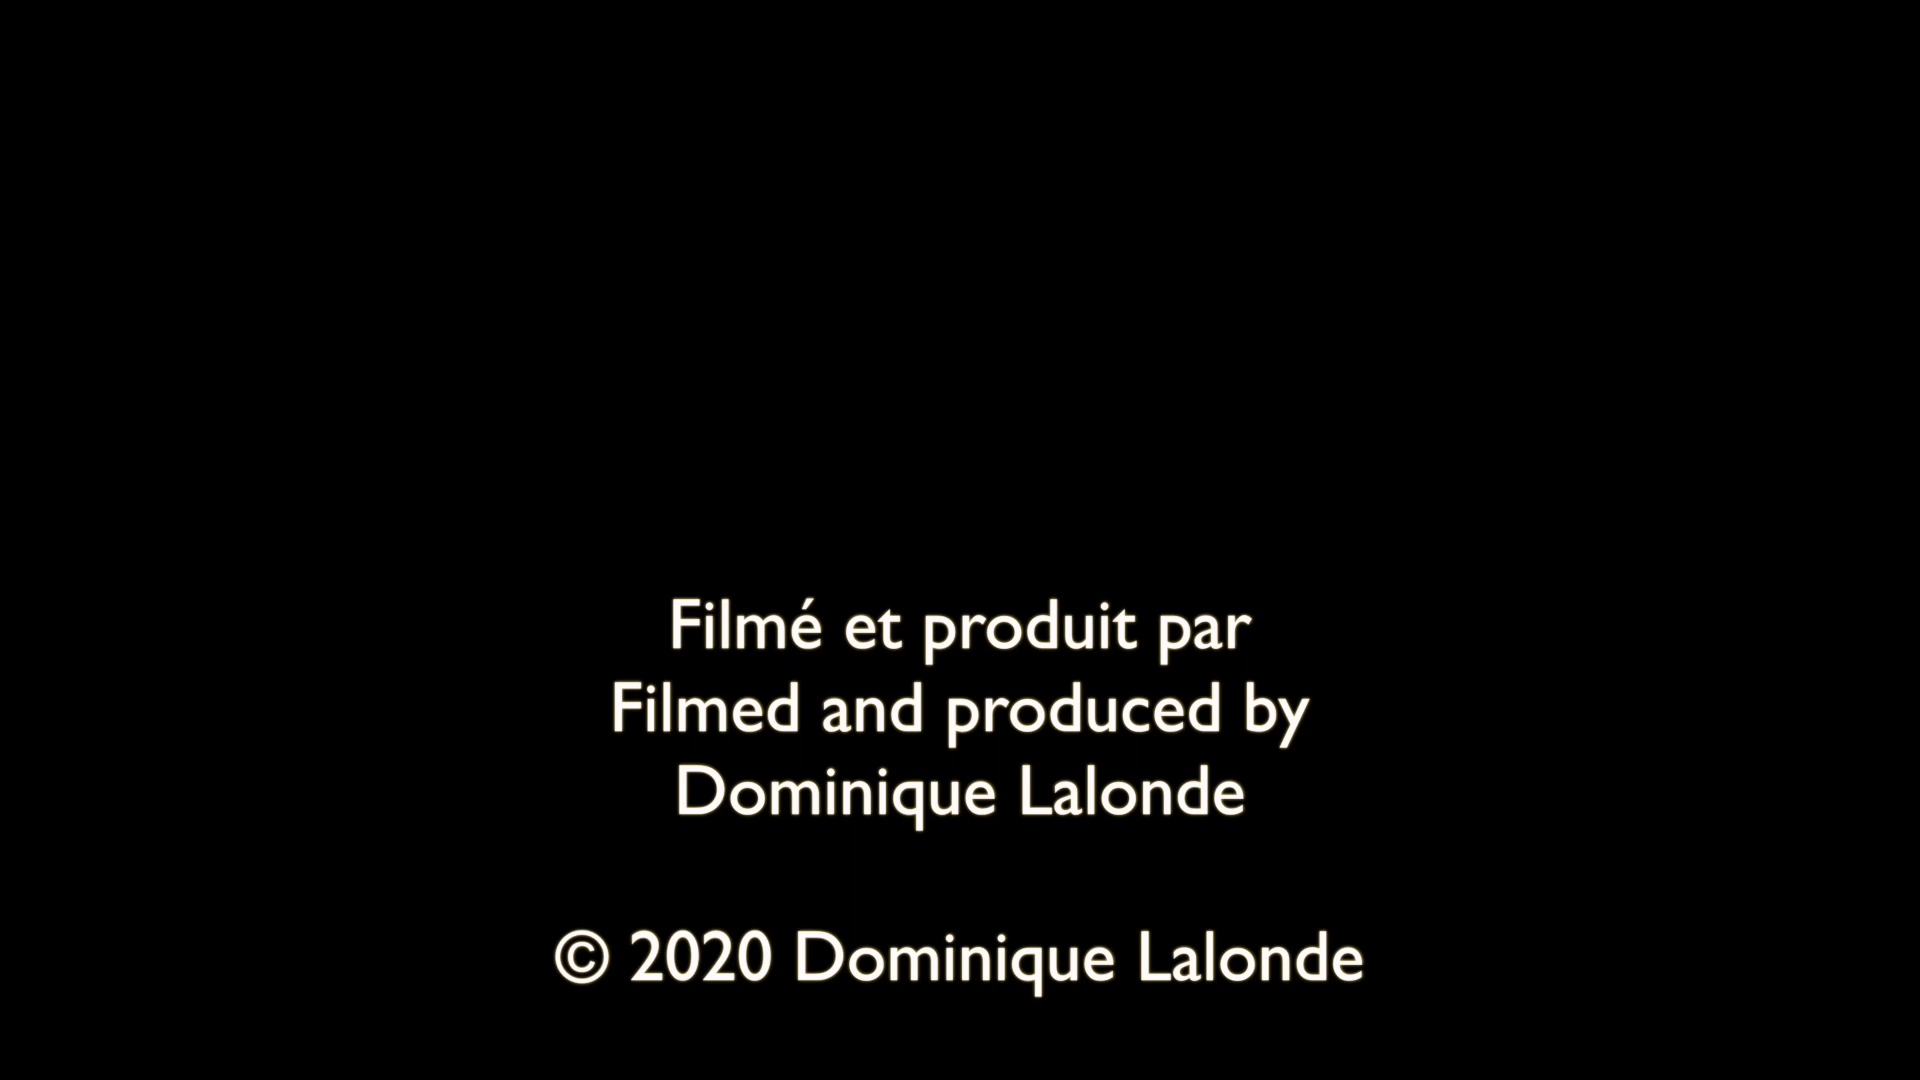 Filmé et produit par
Filmed and produced by
Dominique Lalonde
© 2020 Dominique Lalonde